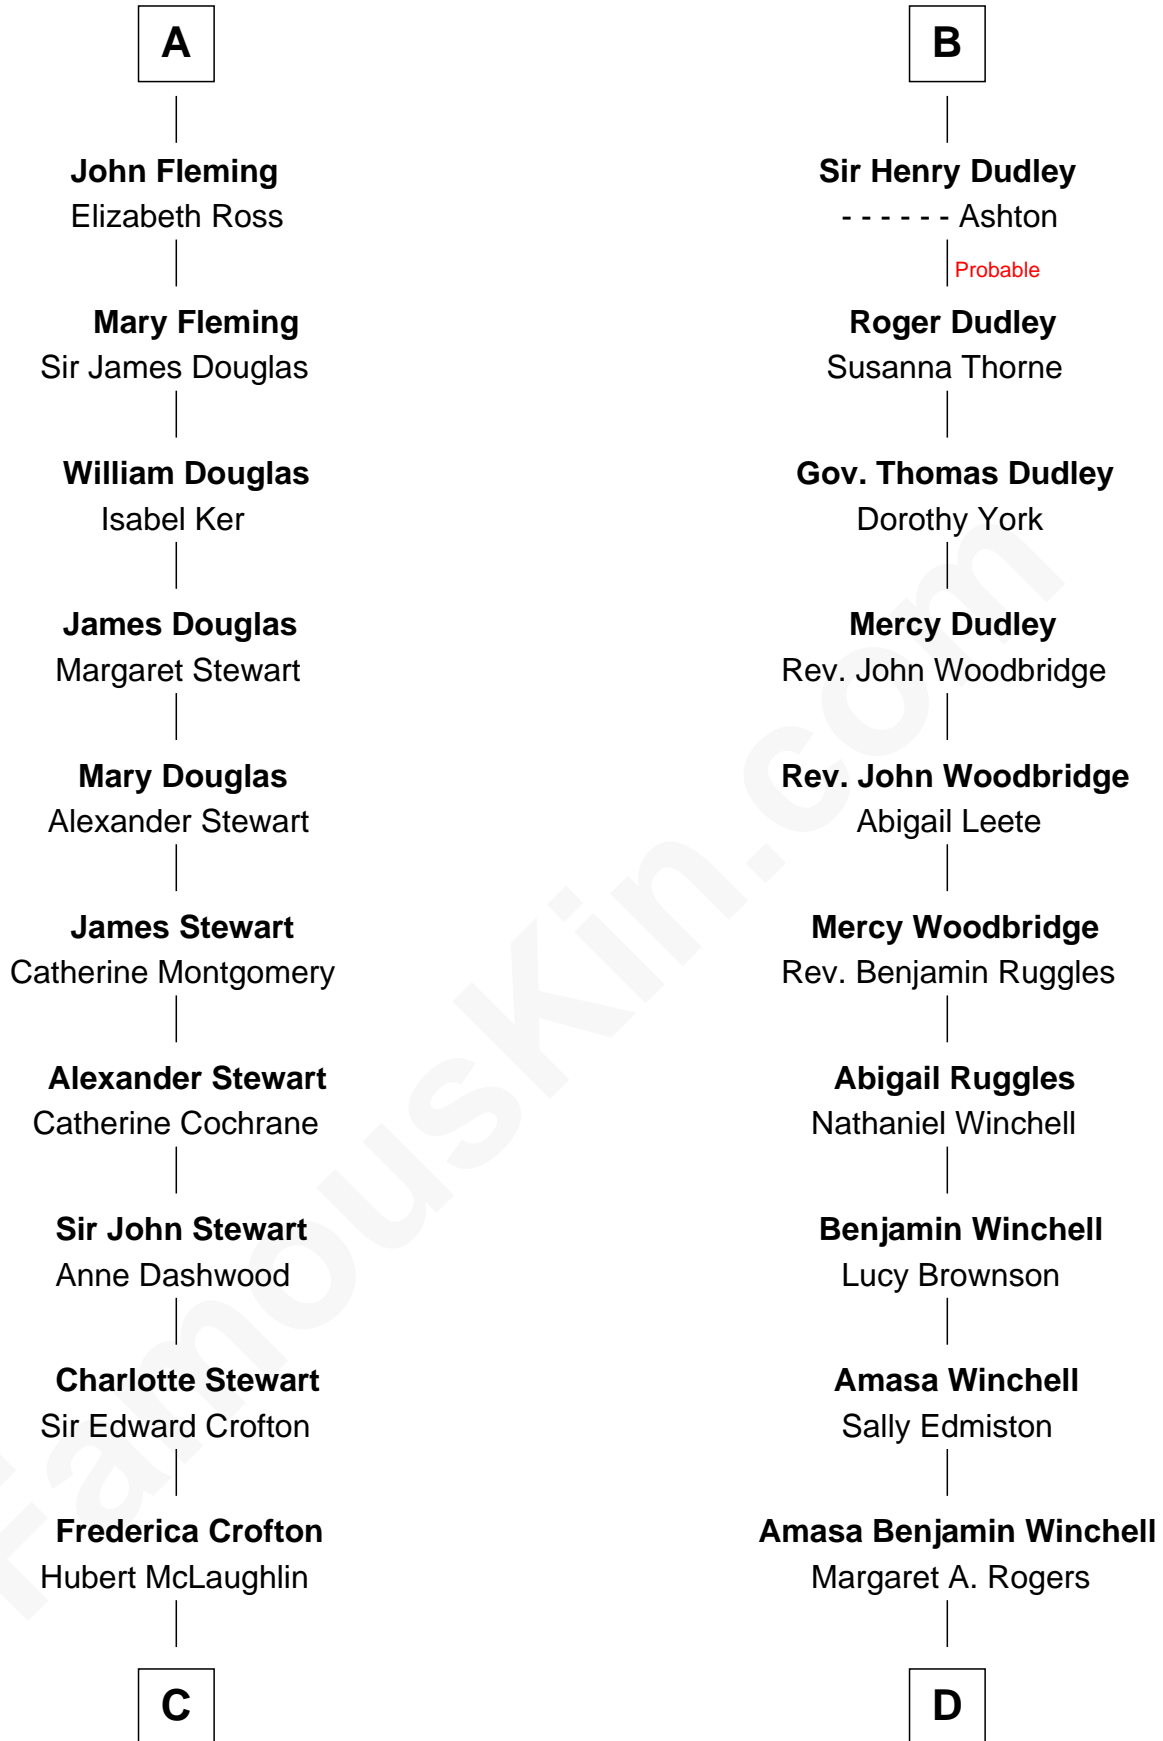 A
John Fleming
Elizabeth Ross
Mary Fleming
Sir James Douglas
William Douglas
Isabel Ker
James Douglas
Margaret Stewart
Mary Douglas
Alexander Stewart
James Stewart
Catherine Montgomery
Alexander Stewart
Catherine Cochrane
Sir John Stewart
Anne Dashwood
Charlotte Stewart
Sir Edward Crofton
Frederica Crofton
Hubert McLaughlin
C
B
Sir Henry Dudley
- - - - - - Ashton
Probable
Roger Dudley
Susanna Thorne
Gov. Thomas Dudley
Dorothy York
Mercy Dudley
Rev. John Woodbridge
Rev. John Woodbridge
Abigail Leete
Mercy Woodbridge
Rev. Benjamin Ruggles
Abigail Ruggles
Nathaniel Winchell
Benjamin Winchell
Lucy Brownson
Amasa Winchell
Sally Edmiston
Amasa Benjamin Winchell
Margaret A. Rogers
D
FamousKin.com